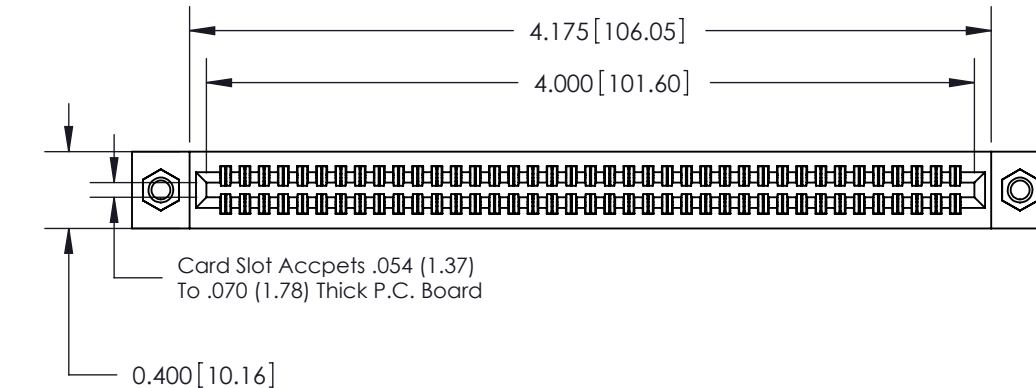 4.175[106.05]
4.000[101.60]
Card Slot Accpets .054 (1.37)
To .070 (1.78) Thick P.C. Board
0.400[10.16]